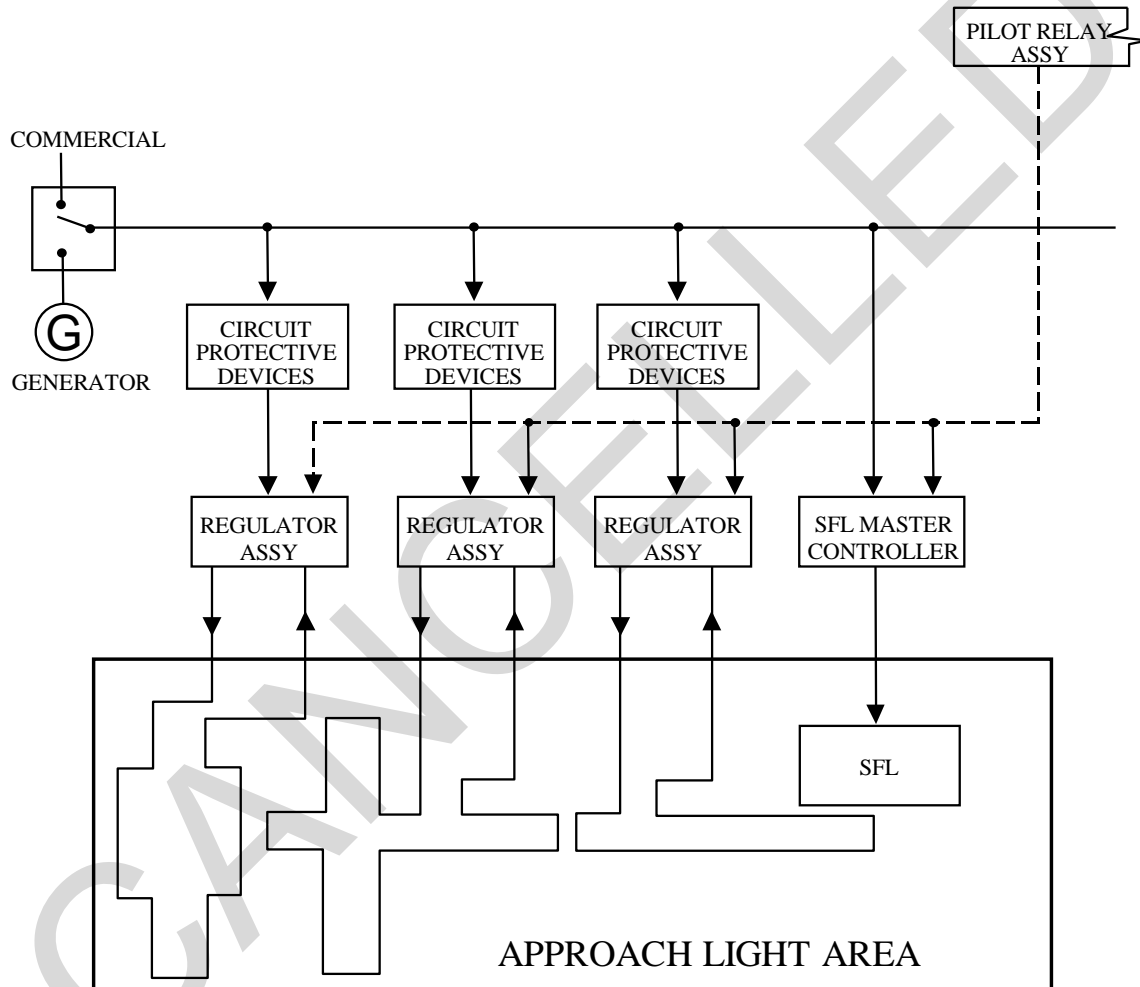 PILOT RELAY
ASSY
COMMERCIAL
G
GENERATOR
CIRCUIT
PROTECTIVE
DEVICES
CIRCUIT
PROTECTIVE
DEVICES
CIRCUIT
PROTECTIVE
DEVICES
REGULATOR
ASSY
REGULATOR
ASSY
REGULATOR
ASSY
SFL MASTER
CONTROLLER
SFL
APPROACH LIGHT AREA
CANCELLED